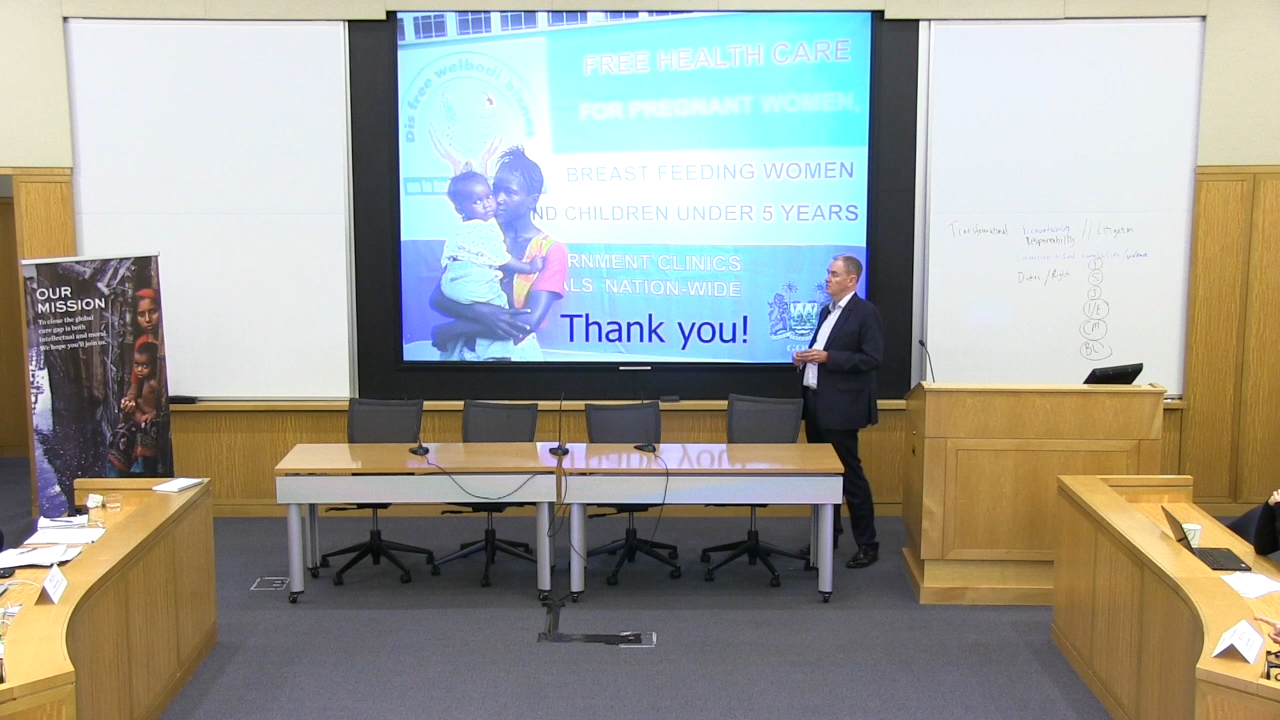 Dis free welbodi
FREE HEALTH CARE
FOR PREGNANT WOMEN,
BREAST FEEDING WOMEN
ND CHILDREN UNDER 5 YEARS
RNMENT CLINICS
ALS NATION-WIDE
Thank you!
OUR
MISSION
To close the global
care gap is both
intellectual and moral.
We hope you'll join us.
Transformational
Responsibility
// Litigation
Duties / Rights
I
S
I
I/E
CM
BL